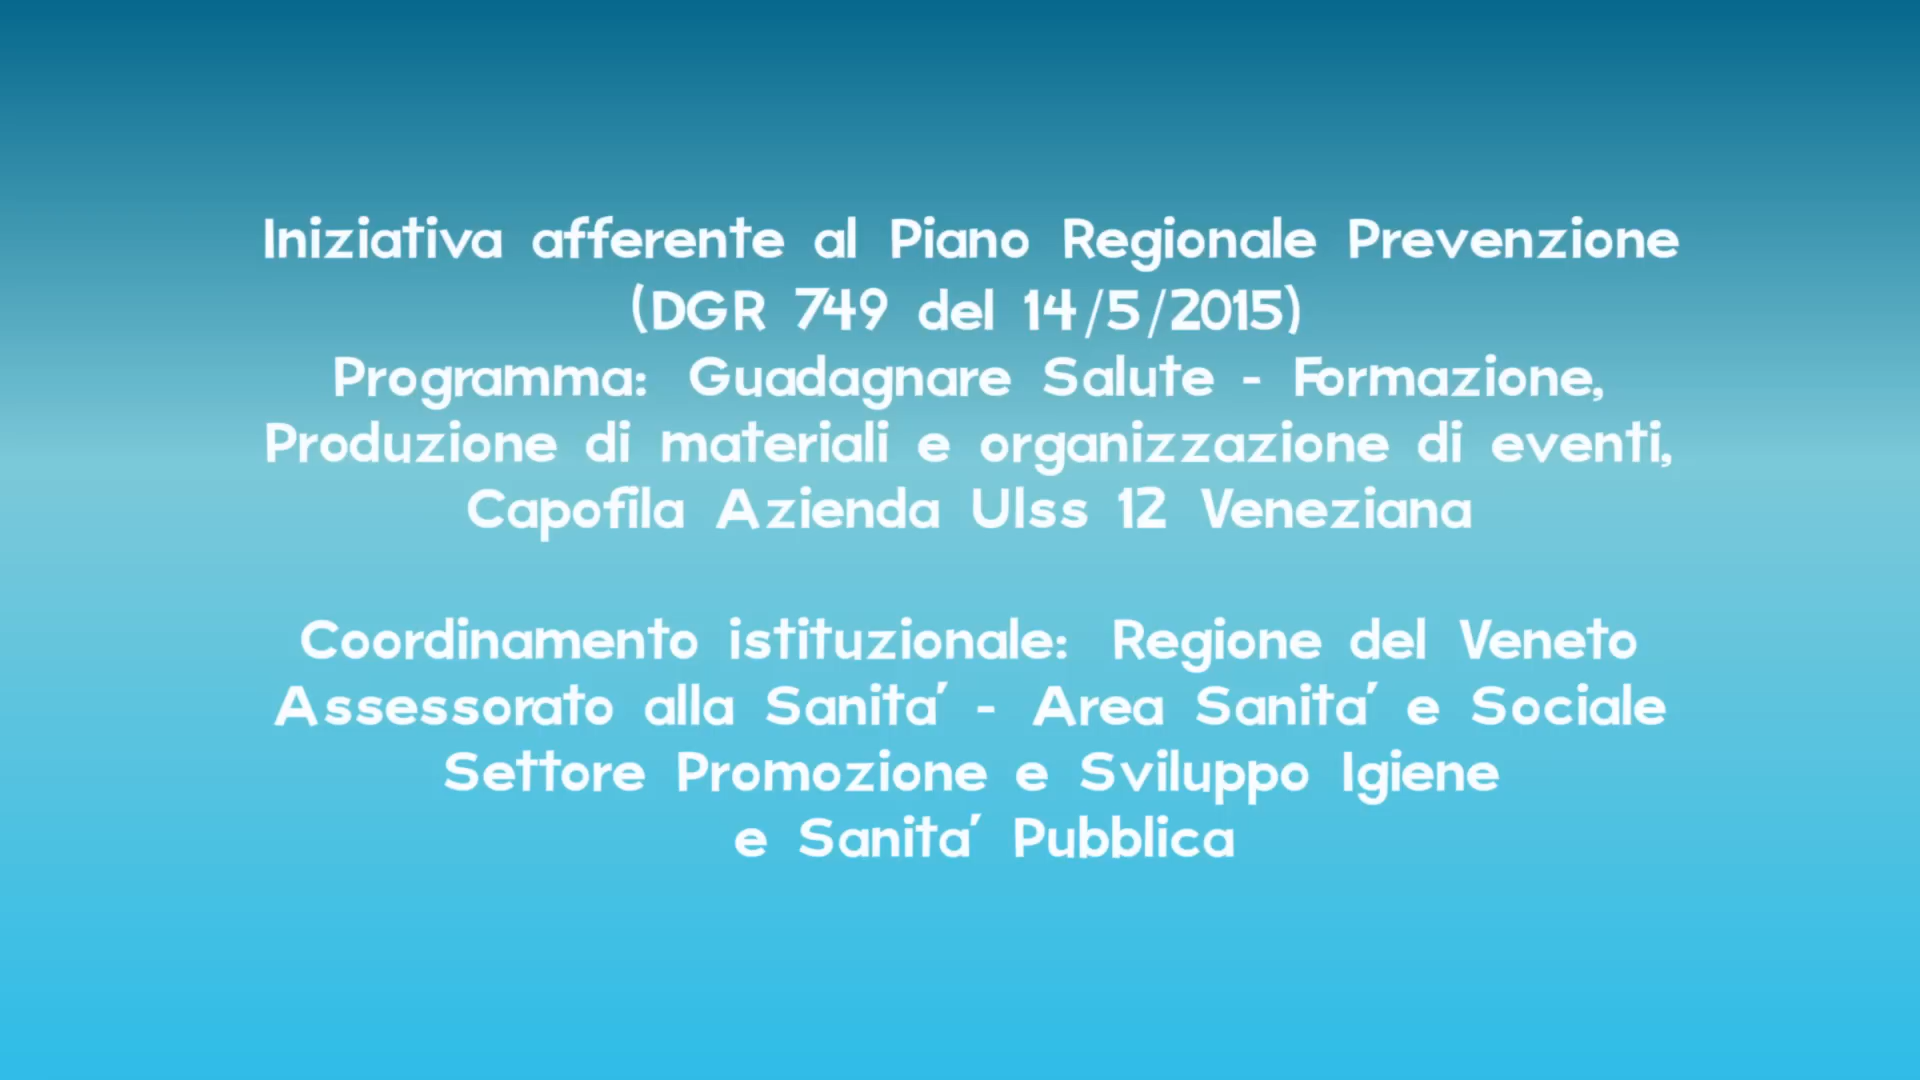 Iniziativa afferente al Piano Regionale Prevenzione
(DGR 749 del 14/5/2015)
Programma: Guadagnare Salute - Formazione,
Produzione di materiali e organizzazione di eventi,
Capofila Azienda Ulss 12 Veneziana
Coordinamento istituzionale: Regione del Veneto
Assessorato alla Sanita' - Area Sanita' e Sociale
Settore Promozione e Sviluppo Igiene
e Sanita' Pubblica